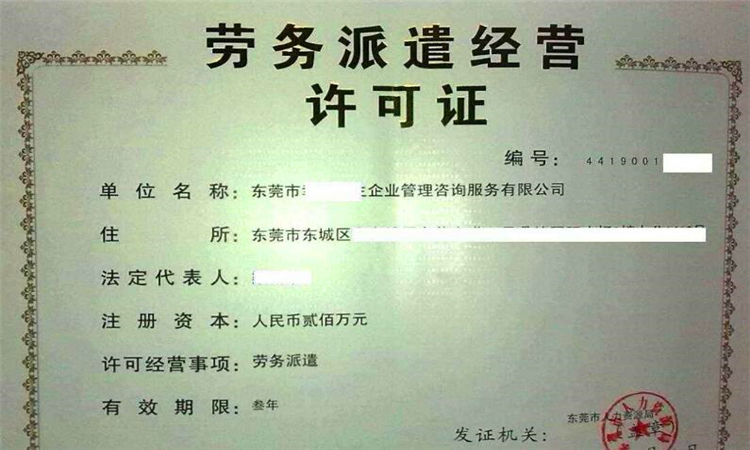 劳务派遣经营
许可证
编号：4419001
单位名称：东莞市 企业管理咨询服务有限公司
住所：东莞市东城区
法定代表人：
注册资本：人民币贰佰万元
许可经营事项：劳务派遣
有效期限：叁年
东莞市人力资源局
发证机关： 盖章